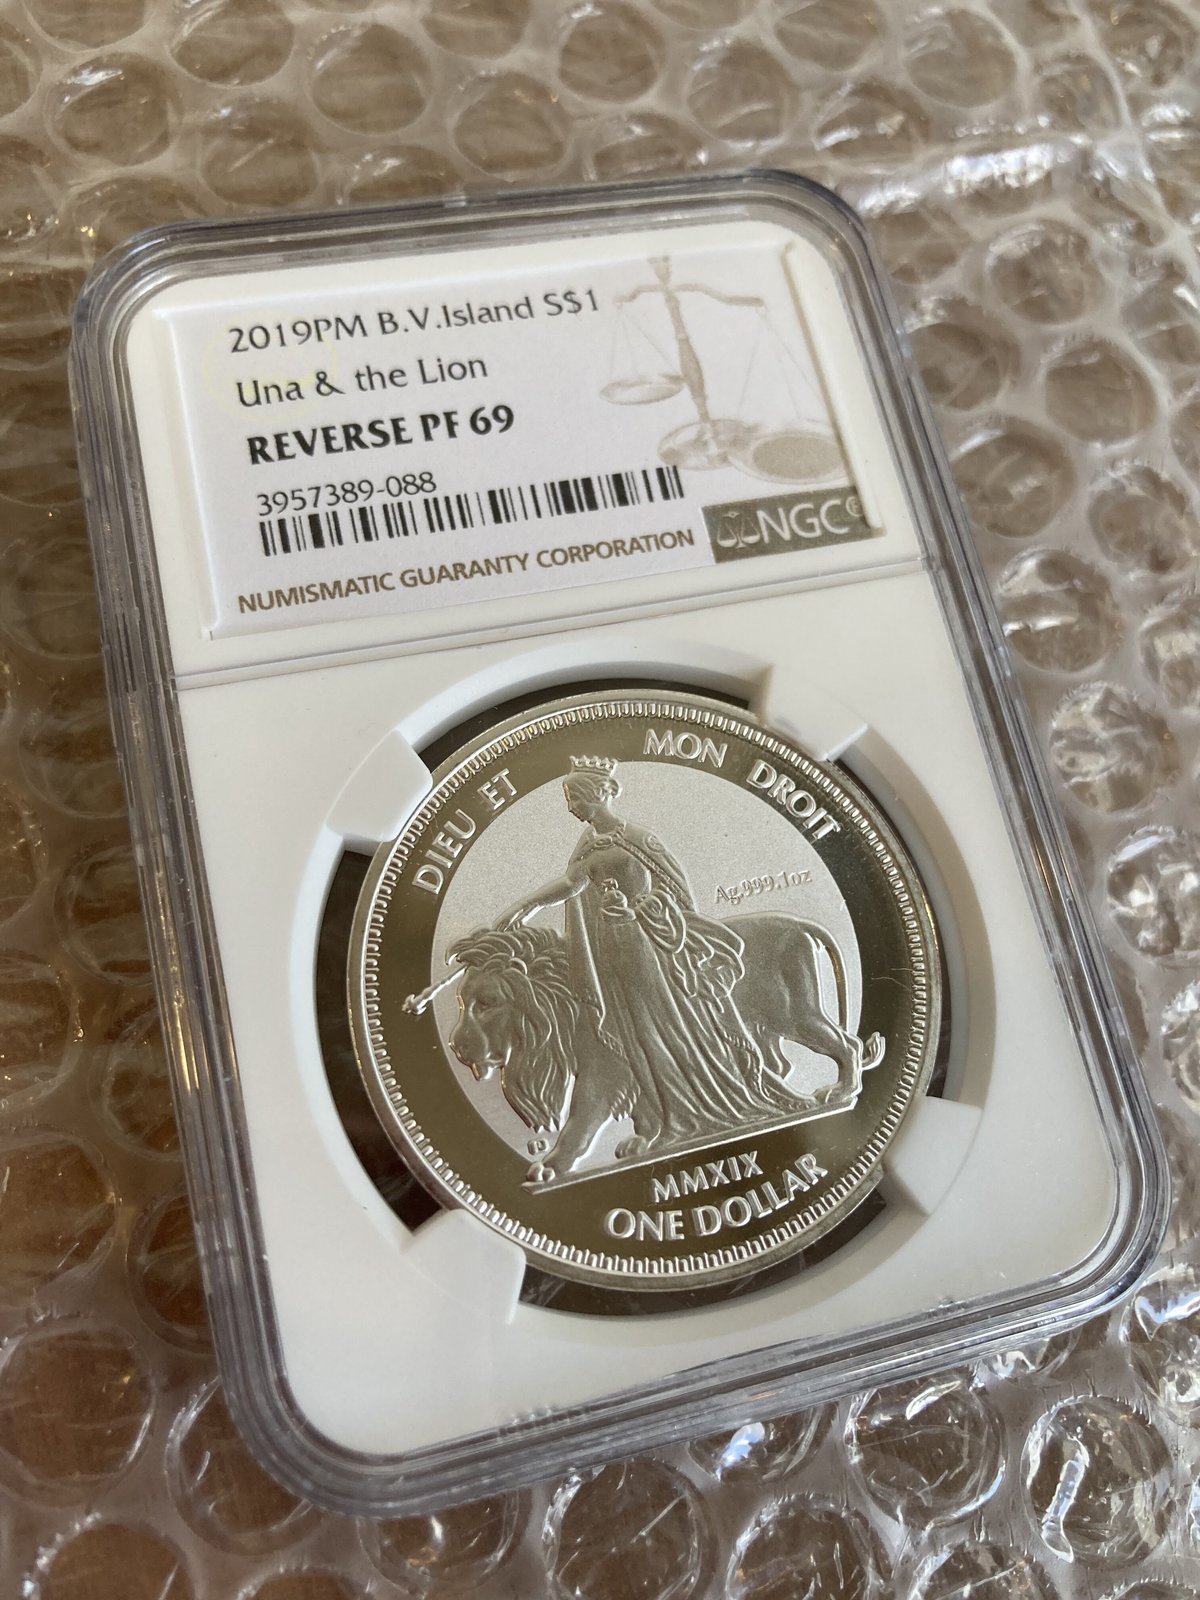 2019PM B.V.Island S$1
Una & the Lion
REVERSE PF 69
3957389-088
NUMISMATIC GUARANTY CORPORATION
NGC
DIEU ET MON DROIT
Ag.999.1oz
MMXIX
ONE DOLLAR